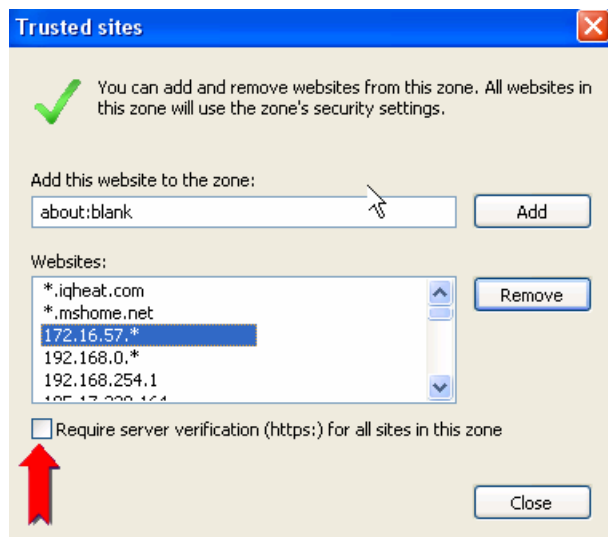 Trusted sites
You can add and remove websites from this zone. All websites in
this zone will use the zone's security settings.
Add this website to the zone:
about:blank
Add
Websites:
*.iqheat.com
*.mshome.net
172.16.57.*
192.168.0.*
192.168.254.1
Remove
Require server verification (https:) for all sites in this zone
Close